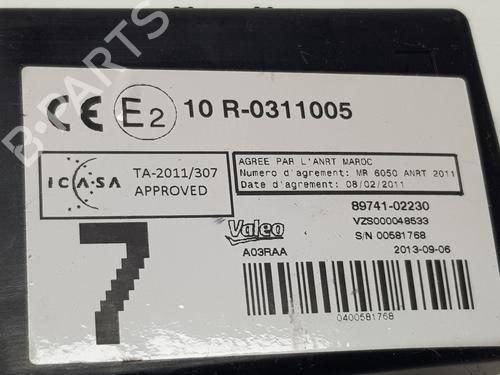 CE E2 10 R-0311005
ICASA
TA-2011/307
APPROVED
AGREE PAR L'ANRT MAROC
Numero d'agrement: MR 6050 ANRT 2011
Date d'agrement: 08/02/2011
7
Valeo
A03RAA
89741-02230
VZS000048533
S/N 00581768
2013-09-06
0400581768
B-PARTS